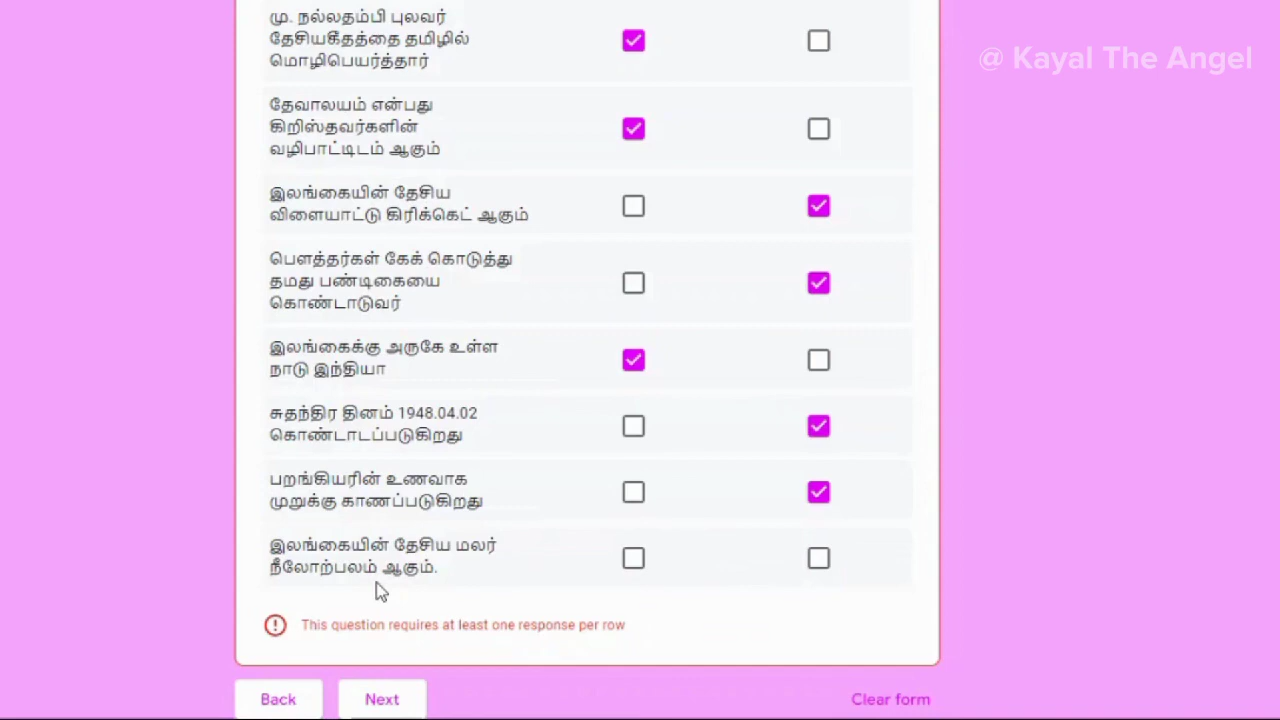 மு. நல்லதம்பி புலவர்
தேசியகீதத்தை தமிழில்
மொழிபெயர்த்தார்
@ Kayal The Angel
தேவாலயம் என்பது
கிறிஸ்தவர்களின்
வழிபாட்டிடம் ஆகும்
இலங்கையின் தேசிய
விளையாட்டு கிரிக்கெட் ஆகும்
பௌத்தர்கள் கேக் கொடுத்து
தமது பண்டிகையை
கொண்டாடுவர்
இலங்கைக்கு அருகே உள்ள
நாடு இந்தியா
சுதந்திர தினம் 1948.04.02
கொண்டாடப்படுகிறது
பறங்கியரின் உணவாக
முறுக்கு காணப்படுகிறது
இலங்கையின் தேசிய மலர்
நீலோற்பலம் ஆகும்.
This question requires at least one response per row
Back Next Clear form